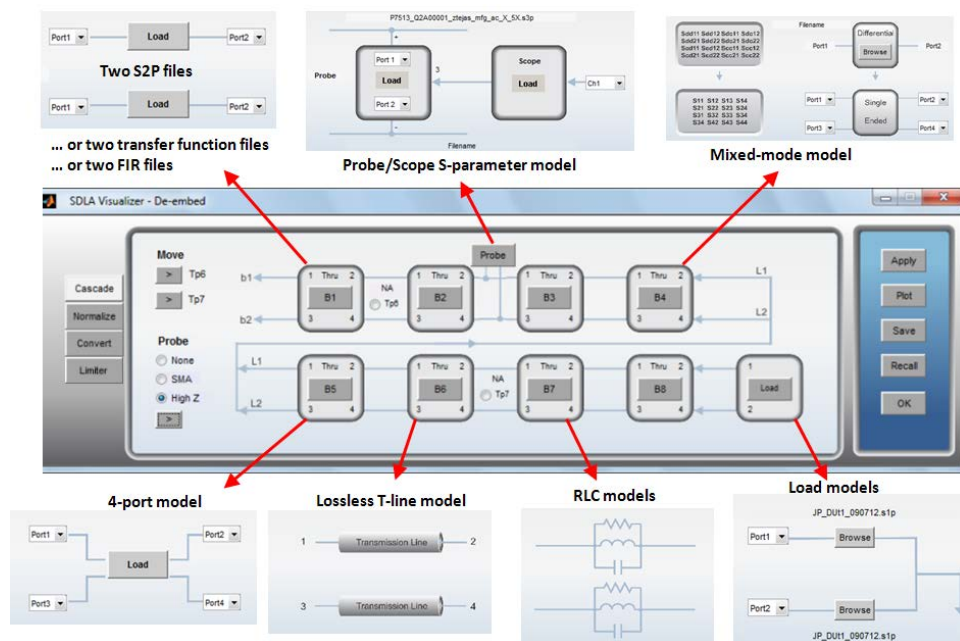 Port1 Load Port2
Two S2P files
Port1 Load Port2
... or two transfer function files
... or two FIR files
P7513_Q2A00001_ztejas_mfg_ac_X_5X.s3p
Probe
Port 1
Load
Port 2
3
Scope
Load
Ch1
Filename
Probe/Scope S-parameter model
Filename
Sdd11 Sdd12 Sdc11 Sdc12
Sdd21 Sdd22 Sdc21 Sdc22
Scd11 Scd12 Scc11 Scc12
Scd21 Scd22 Scc21 Scc22
Port1
Differential
Browse
Port2
S11 S12 S13 S14
S21 S22 S23 S24
S31 S32 S33 S34
S34 S42 S43 S44
Port1 Port2
Single
Ended
Port3 Port4
Mixed-mode model
SDLA Visualizer - De-embed
Cascade
Normalize
Convert
Limiter
Move
> Tp6
> Tp7
Probe
None
SMA
High Z
>
Probe
b1
b2
1 Thru 2
B1
3 4
NA
Tp6
1 Thru 2
B2
3 4
1 Thru 2
B3
3 4
1 Thru 2
B4
3 4
L1
L2
L1
L2
1 Thru 2
B5
3 4
1 Thru 2
B6
3 4
NA
Tp7
1 Thru 2
B7
3 4
1 Thru 2
B8
3 4
1
Load
2
Apply
Plot
Save
Recall
OK
4-port model
Port1 Port2
Load
Port3 Port4
Lossless T-line model
1 Transmission Line 2
3 Transmission Line 4
RLC models
Load models
JP_DUt1_090712.s1p
Port1 Browse
Port2 Browse
JP_DUt1_090712.s1p